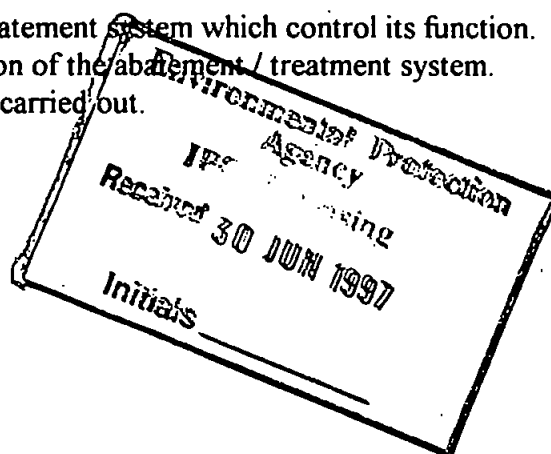 atement system which control its function.
on of the abatement / treatment system.
carried out.
Environmental Protection
Agency
Received 30 JUN 1997
Initials